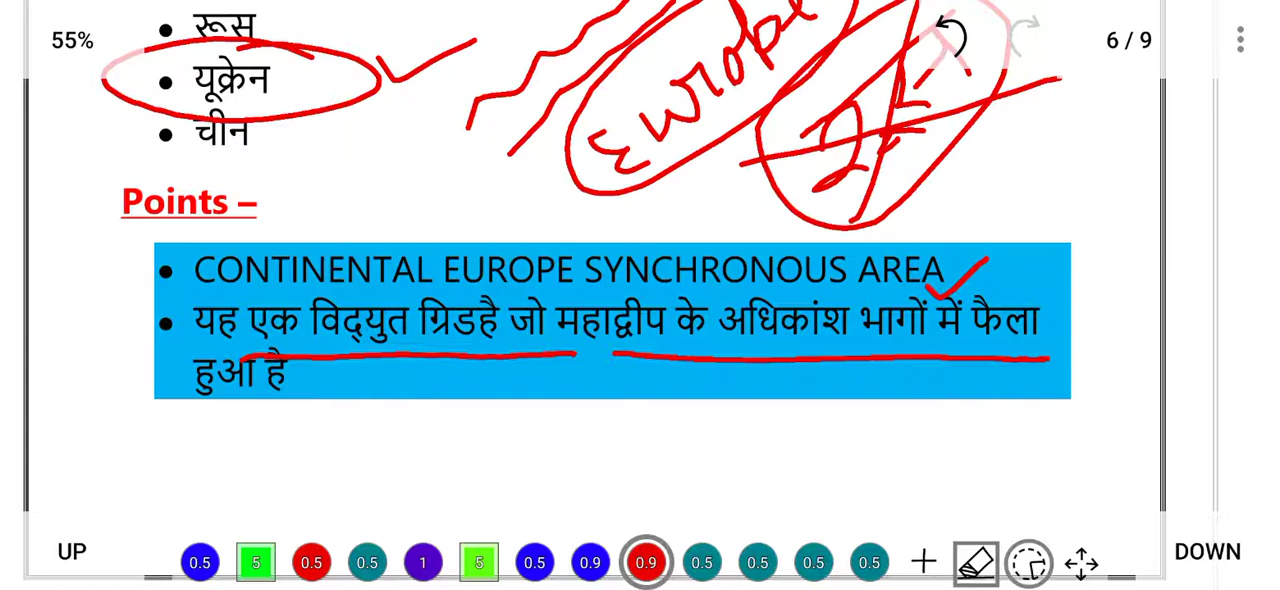 55%
6 / 9
• रूस
• यूक्रेन
• चीन
Europe
Points –
• CONTINENTAL EUROPE SYNCHRONOUS AREA
• यह एक विद्युत ग्रिडहै जो महाद्वीप के अधिकांश भागों में फैला
हुआ है
UP
0.5 5 0.5 0.5 1 5 0.5 0.9 0.9 0.5 0.5 0.5 0.5
DOWN